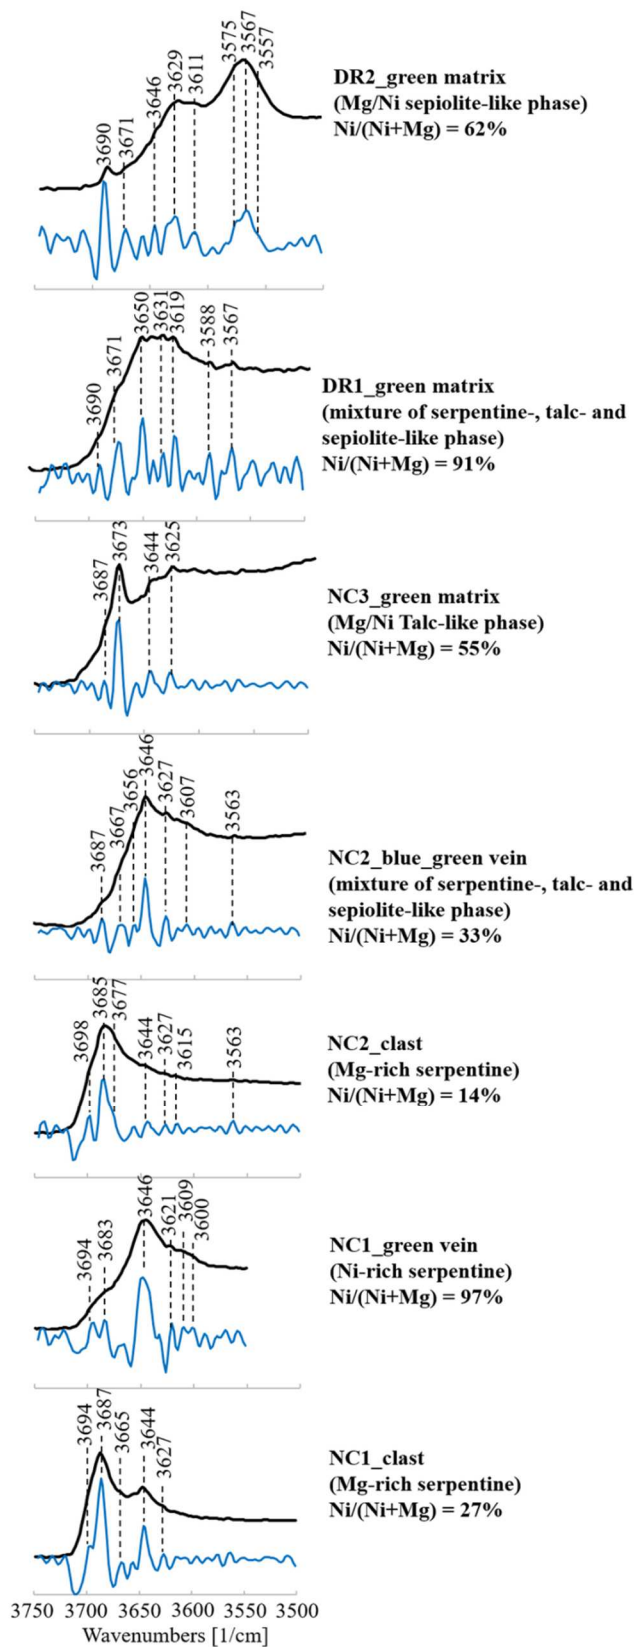 3690
3671
3646
3629
3611
3575
3567
3557
DR2_green matrix
(Mg/Ni sepiolite-like phase)
Ni/(Ni+Mg) = 62%
3690
3671
3650
3631
3619
3588
3567
DR1_green matrix
(mixture of serpentine-, talc- and
sepiolite-like phase)
Ni/(Ni+Mg) = 91%
3687
3673
3644
3625
NC3_green matrix
(Mg/Ni Talc-like phase)
Ni/(Ni+Mg) = 55%
3687
3667
3656
3646
3627
3607
3563
NC2_blue_green vein
(mixture of serpentine-, talc- and
sepiolite-like phase)
Ni/(Ni+Mg) = 33%
3698
3685
3677
3644
3627
3615
3563
NC2_clast
(Mg-rich serpentine)
Ni/(Ni+Mg) = 14%
3694
3683
3646
3621
3609
3600
NC1_green vein
(Ni-rich serpentine)
Ni/(Ni+Mg) = 97%
3694
3687
3665
3644
3627
NC1_clast
(Mg-rich serpentine)
Ni/(Ni+Mg) = 27%
3750 3700 3650 3600 3550 3500
Wavenumbers [1/cm]